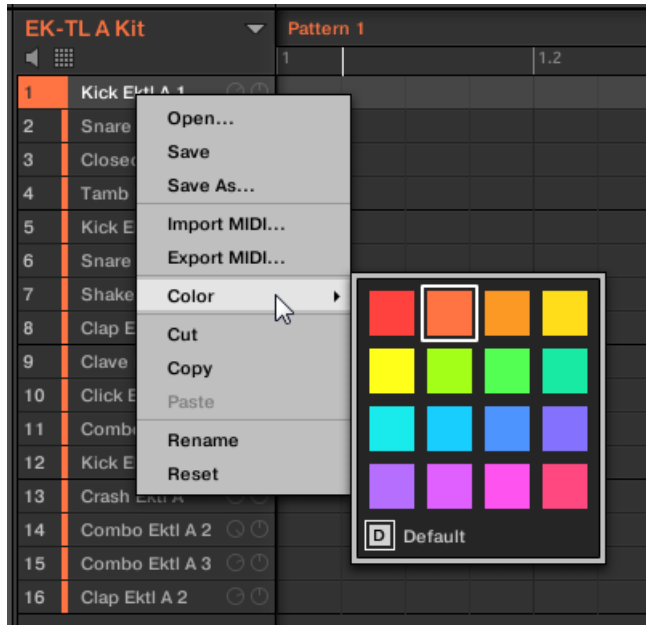 EK-TL A Kit
Pattern 1
1
1.2
1 Kick Ektl A 1
2 Snare
3
4 Tamb
5 Kick
6 Snare
7
8 Clap
9 Clave
10 Click
11
12 Kick
13 Crash Ektl A
14 Combo Ektl A 2
15 Combo Ektl A 3
16 Clap Ektl A 2
Open...
Save
Save As...
Import MIDI...
Export MIDI...
Color
Cut
Copy
Paste
Rename
Reset
D Default